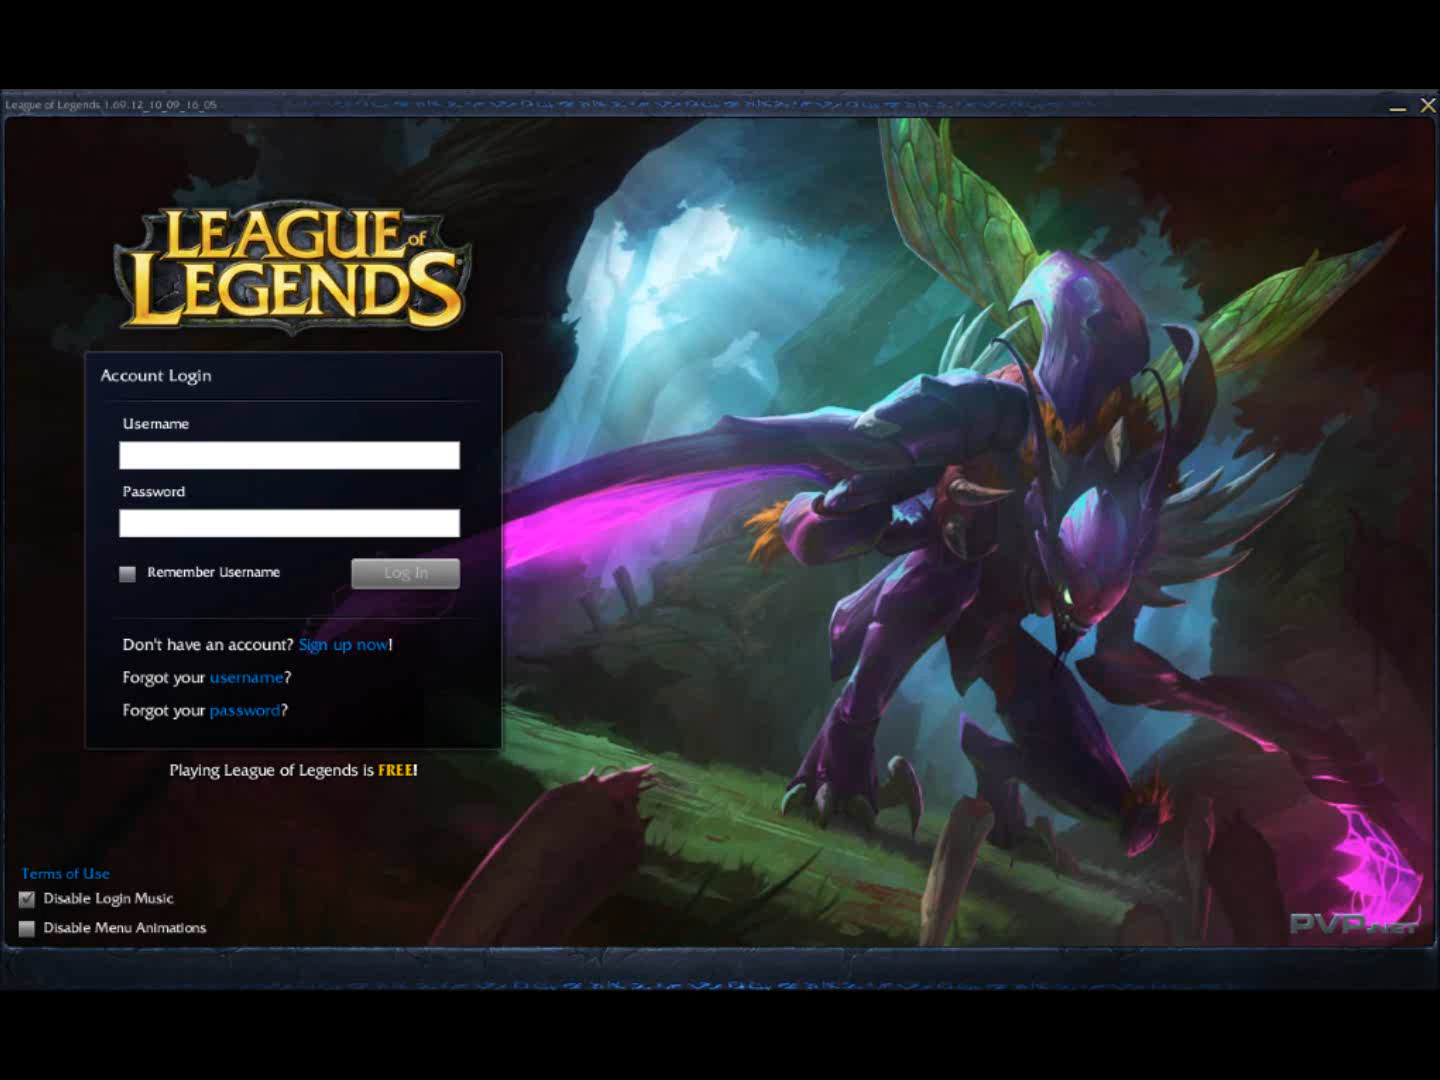 League of Legends 1.69.12_10_09_16_05
LEAGUE of
LEGENDS
Account Login
Username
Password
Remember Username
Log In
Don't have an account? Sign up now!
Forgot your username?
Forgot your password?
Playing League of Legends is FREE!
Terms of Use
Disable Login Music
Disable Menu Animations
PVP.NET